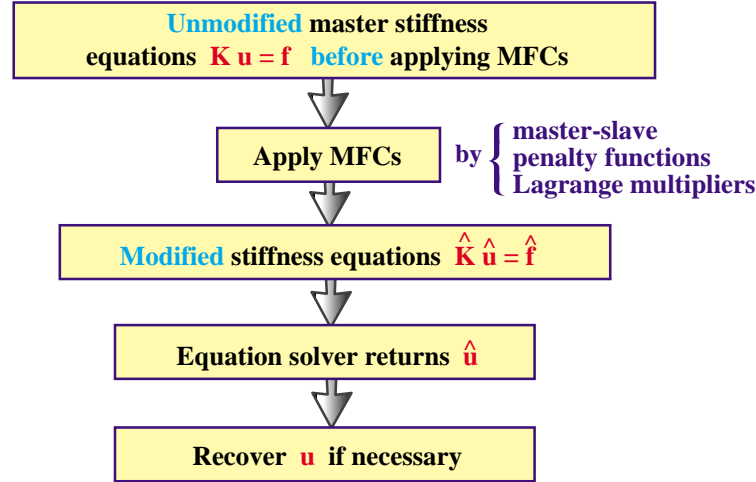 Unmodified master stiffness
equations K u = f before applying MFCs
Apply MFCs
by { master-slave
penalty functions
Lagrange multipliers
Modified stiffness equations K̂ û = f̂
Equation solver returns û
Recover u if necessary